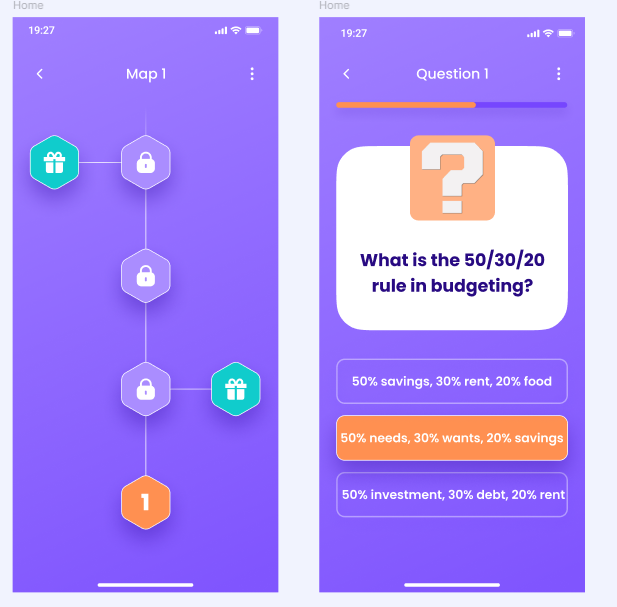 Home
19:27
Map 1
1
Home
19:27
Question 1
?
What is the 50/30/20
rule in budgeting?
50% savings, 30% rent, 20% food
50% needs, 30% wants, 20% savings
50% investment, 30% debt, 20% rent